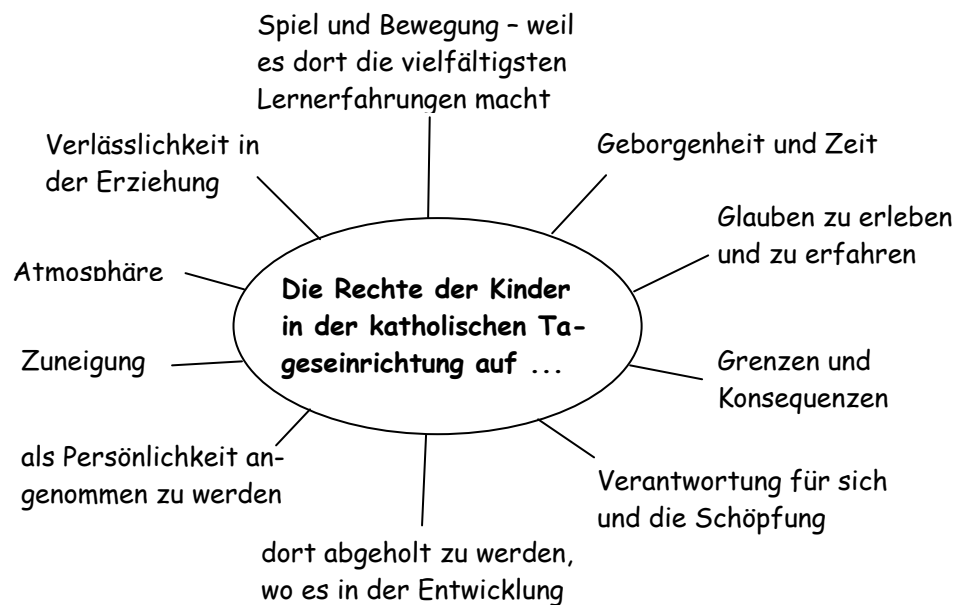 Spiel und Bewegung – weil
es dort die vielfältigsten
Lernerfahrungen macht
Verlässlichkeit in
der Erziehung
Geborgenheit und Zeit
Glauben zu erleben
und zu erfahren
Atmosphäre
Die Rechte der Kinder
in der katholischen Ta-
geseinrichtung auf ...
Zuneigung
Grenzen und
Konsequenzen
als Persönlichkeit an-
genommen zu werden
Verantwortung für sich
und die Schöpfung
dort abgeholt zu werden,
wo es in der Entwicklung